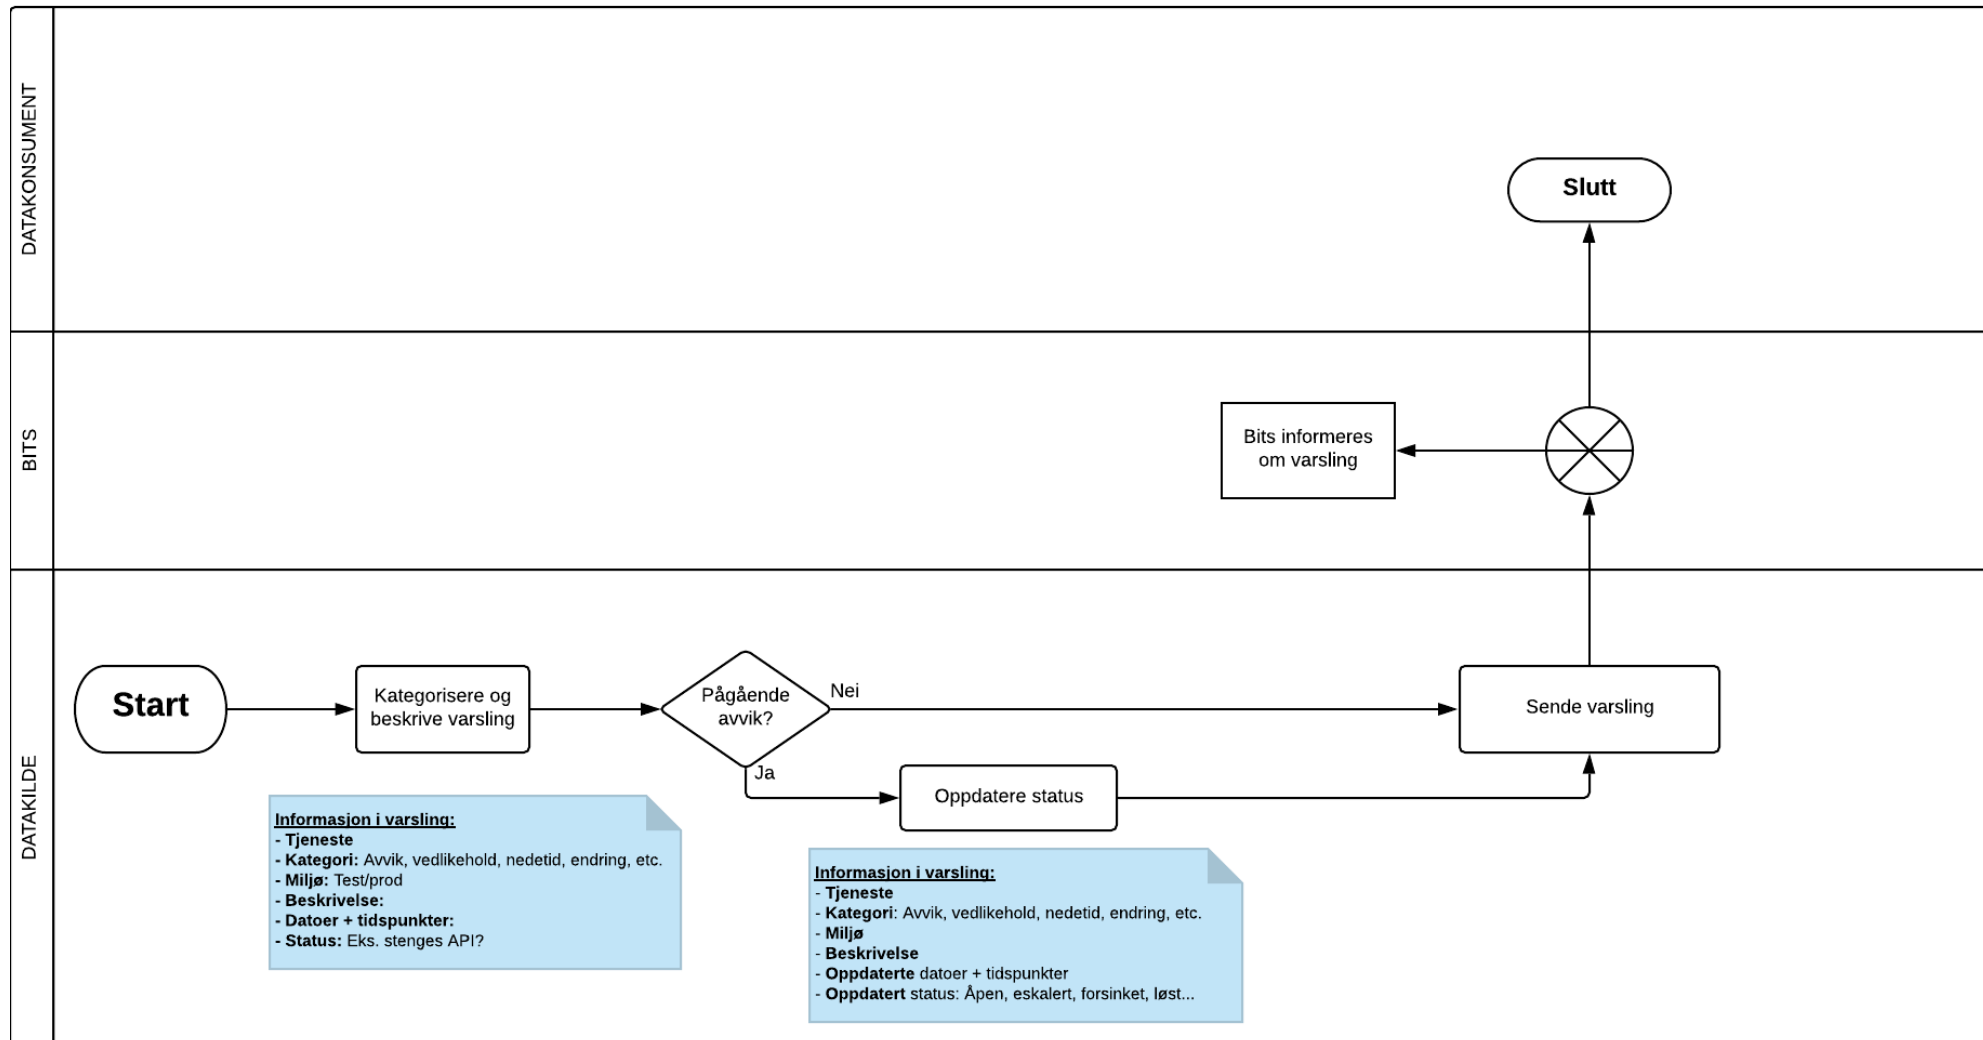 DATAKONSUMENT
Slutt
BITS
Bits informeres
om varsling
DATAKILDE
Start
Kategorisere og
beskrive varsling
Pågående
avvik?
Nei
Ja
Sende varsling
Oppdatere status
Informasjon i varsling:
- Tjeneste
- Kategori: Avvik, vedlikehold, nedetid, endring, etc.
- Miljø: Test/prod
- Beskrivelse:
- Datoer + tidspunkter:
- Status: Eks. stenges API?
Informasjon i varsling:
- Tjeneste
- Kategori: Avvik, vedlikehold, nedetid, endring, etc.
- Miljø
- Beskrivelse
- Oppdaterte datoer + tidspunkter
- Oppdatert status: Åpen, eskalert, forsinket, løst...